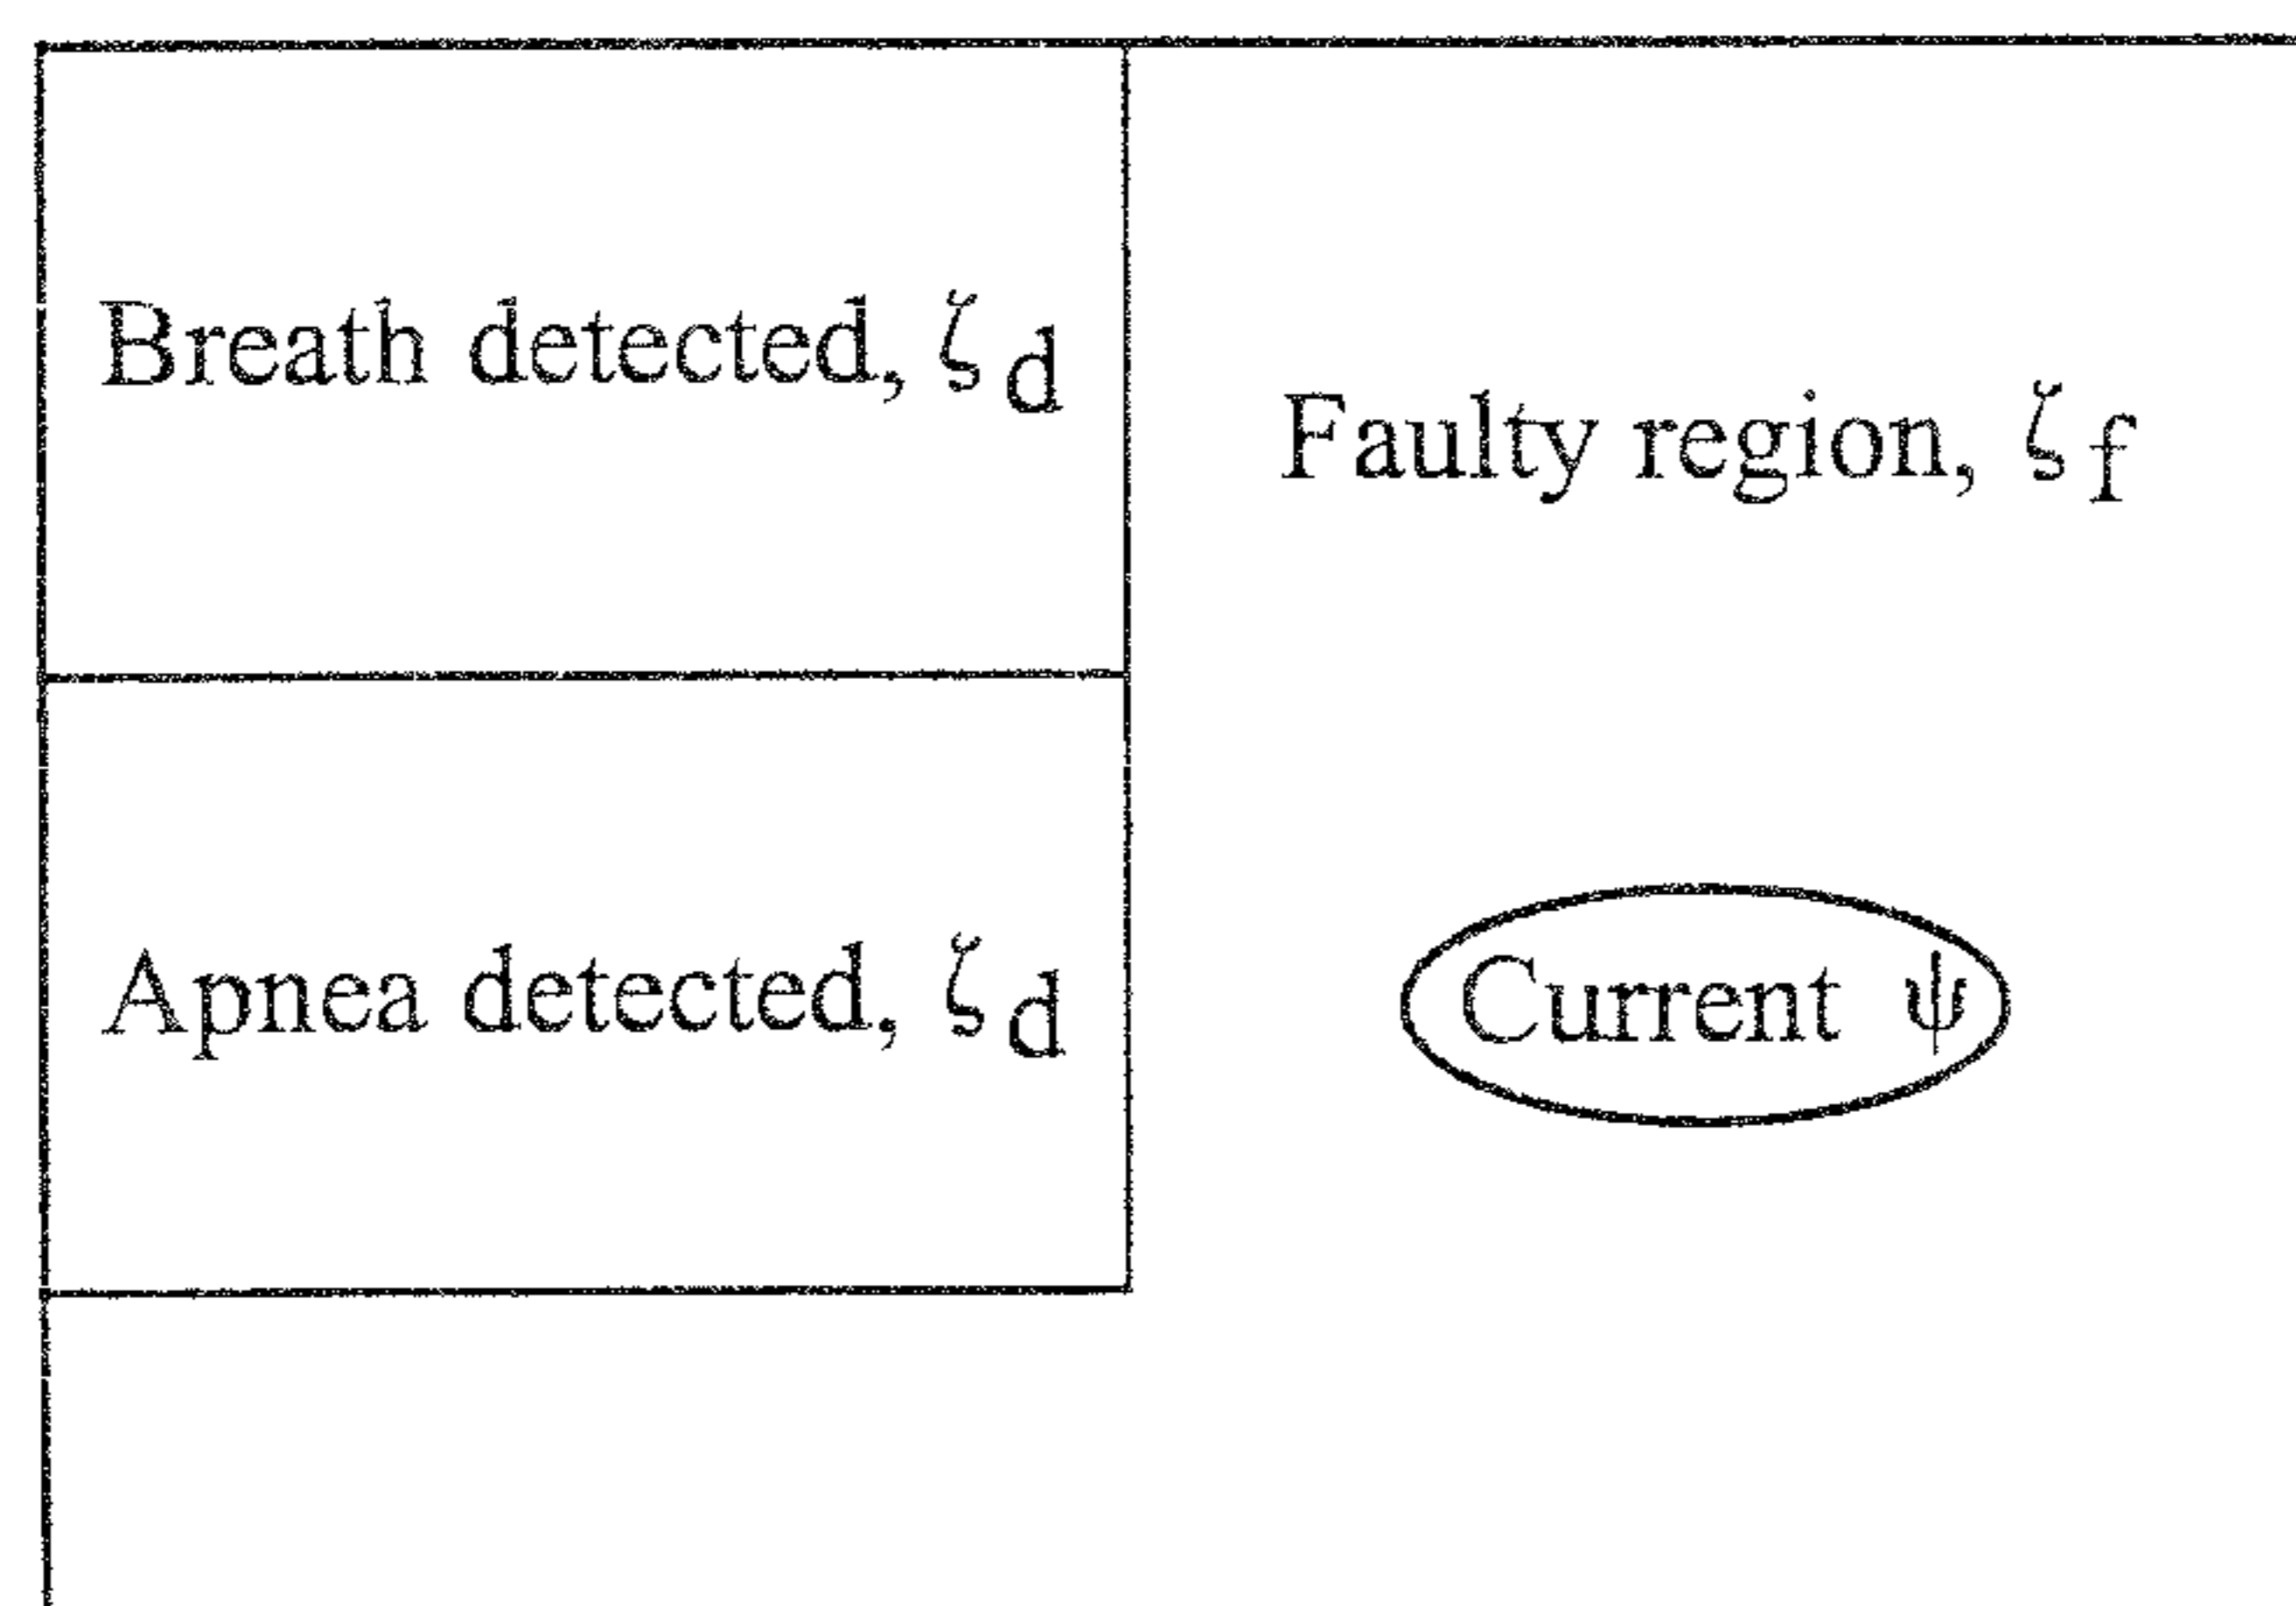 Breath detected, ζd
Faulty region, ζf
Apnea detected, ζd
Current ψ